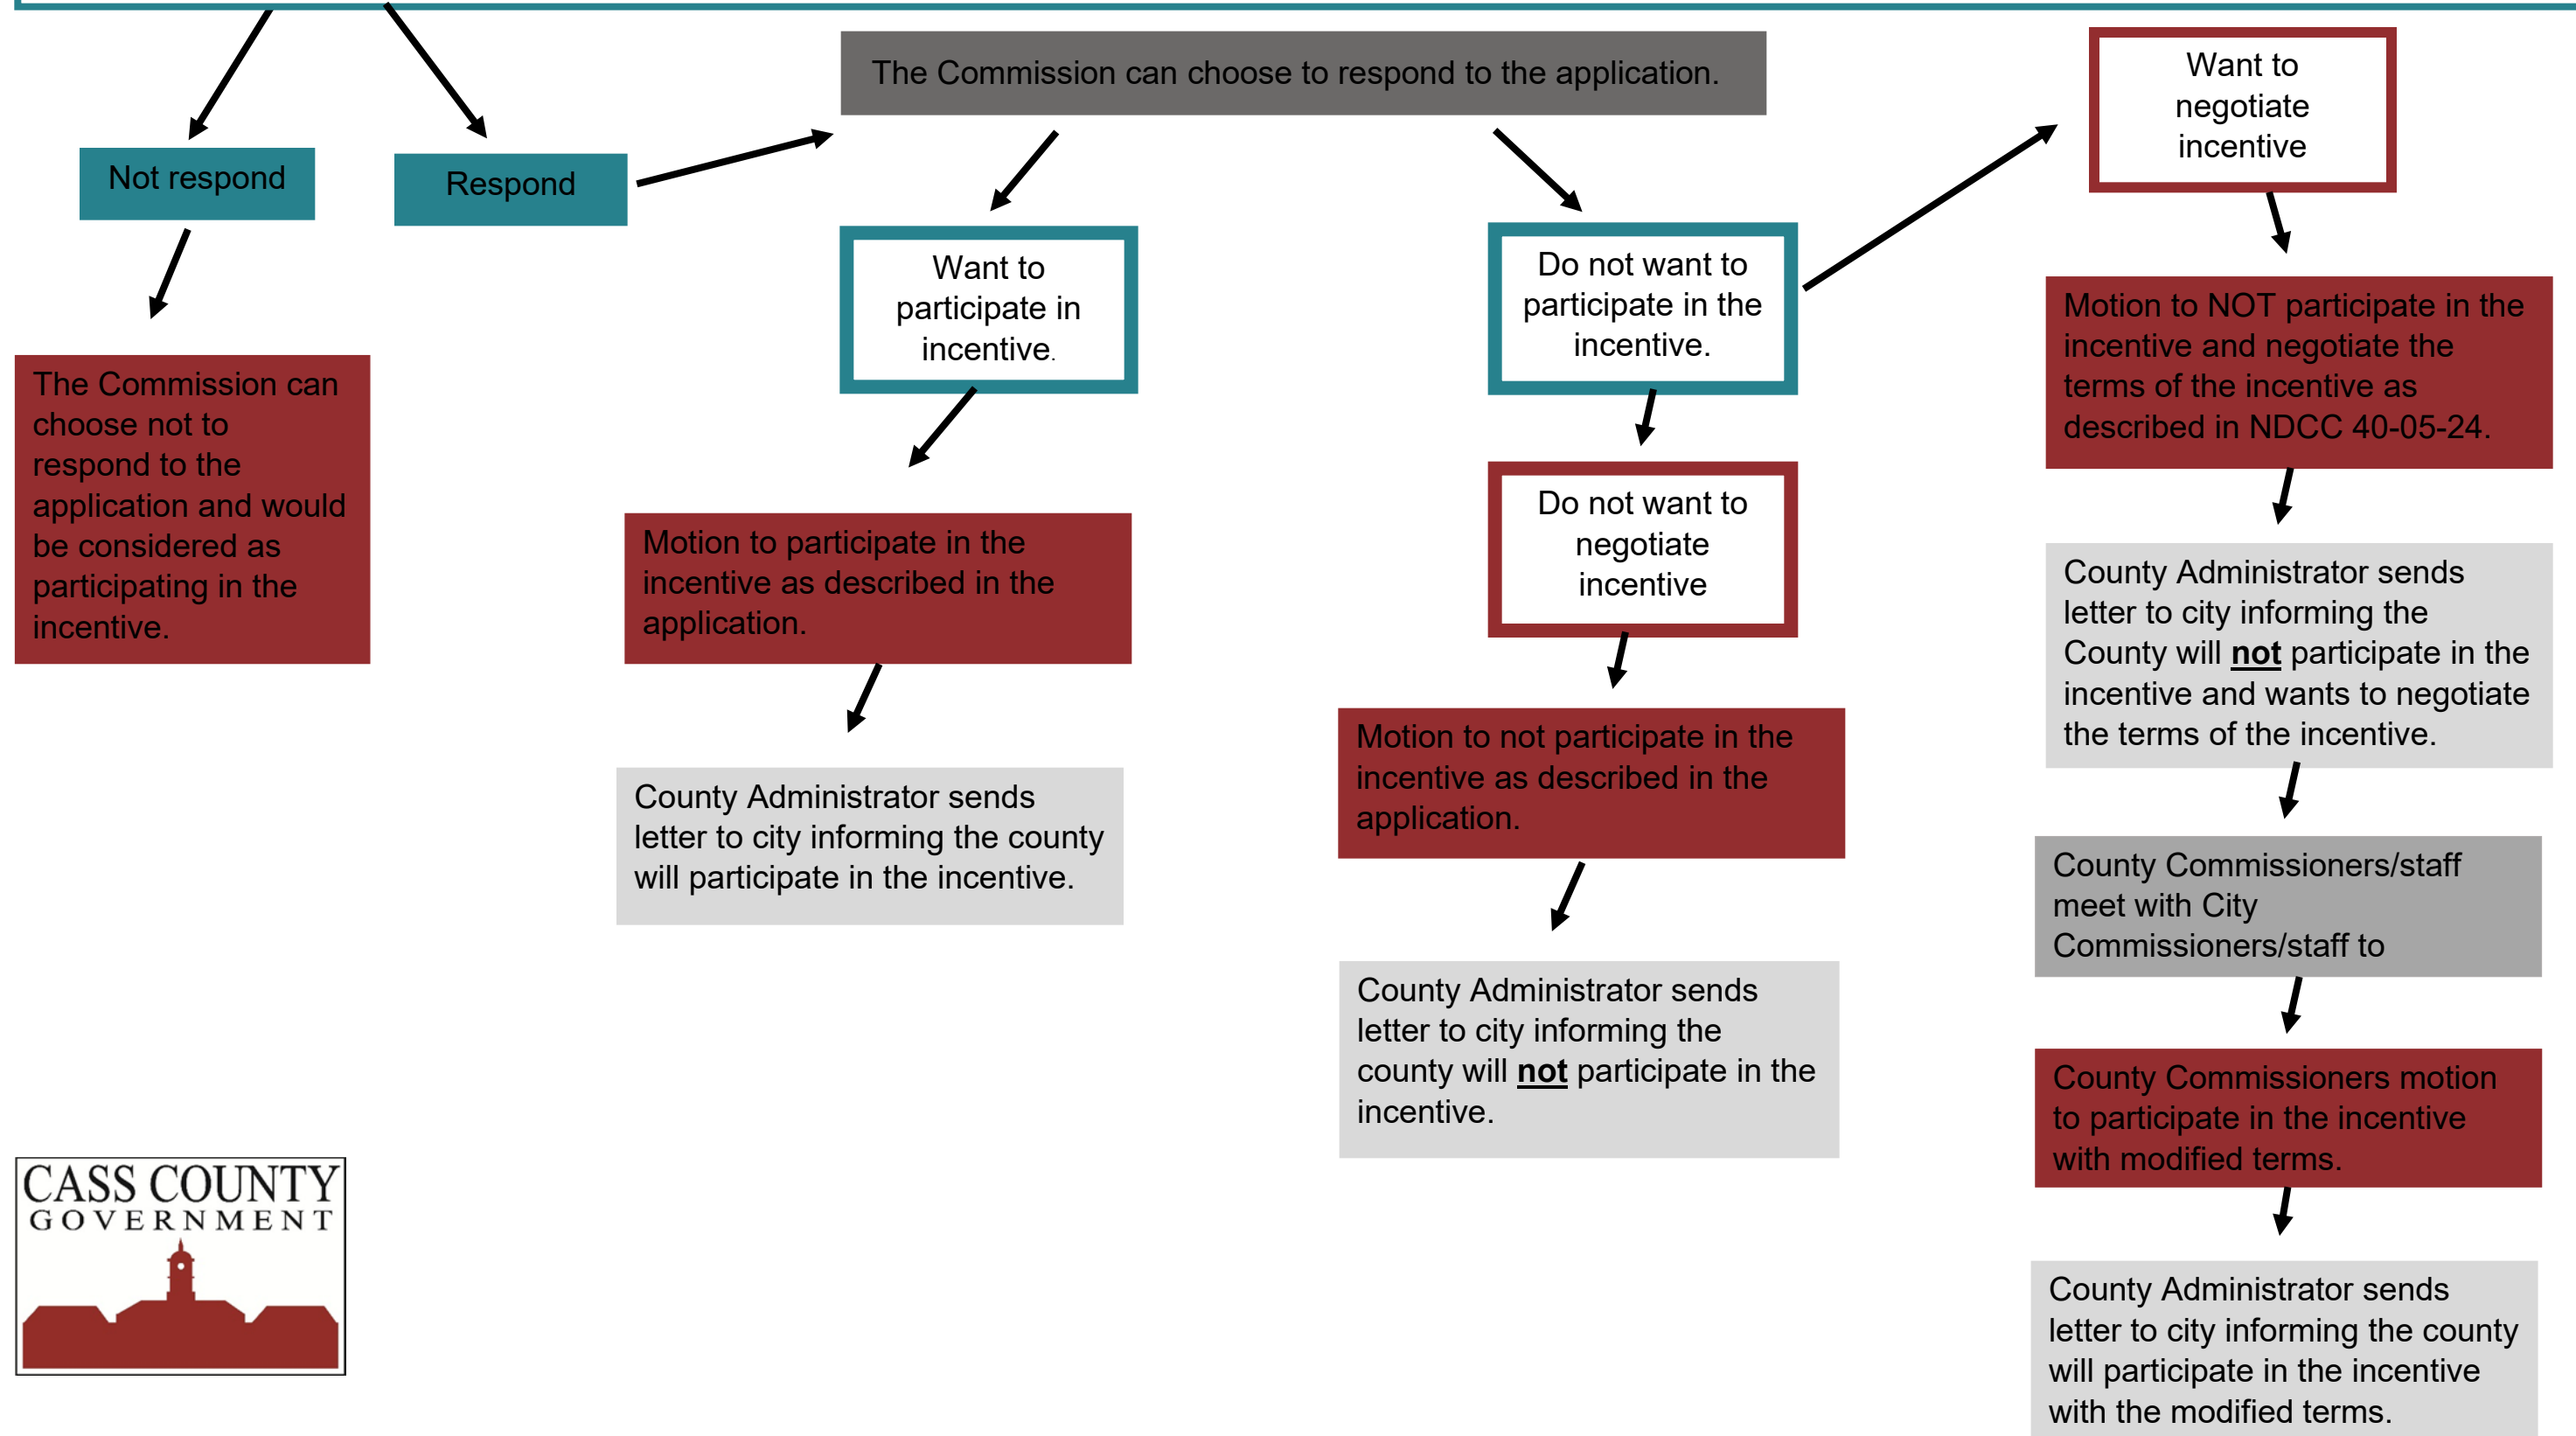 The Commission can choose to respond to the application.
Not respond
Respond
The Commission can
choose not to
respond to the
application and would
be considered as
participating in the
incentive.
Want to
participate in
incentive.
Motion to participate in the
incentive as described in the
application.
County Administrator sends
letter to city informing the county
will participate in the incentive.
Do not want to
participate in the
incentive.
Do not want to
negotiate
incentive
Motion to not participate in the
incentive as described in the
application.
County Administrator sends
letter to city informing the
county will not participate in the
incentive.
Want to
negotiate
incentive
Motion to NOT participate in the
incentive and negotiate the
terms of the incentive as
described in NDCC 40-05-24.
County Administrator sends
letter to city informing the
County will not participate in the
incentive and wants to negotiate
the terms of the incentive.
County Commissioners/staff
meet with City
Commissioners/staff to
County Commissioners motion
to participate in the incentive
with modified terms.
County Administrator sends
letter to city informing the county
will participate in the incentive
with the modified terms.
CASS COUNTY
GOVERNMENT